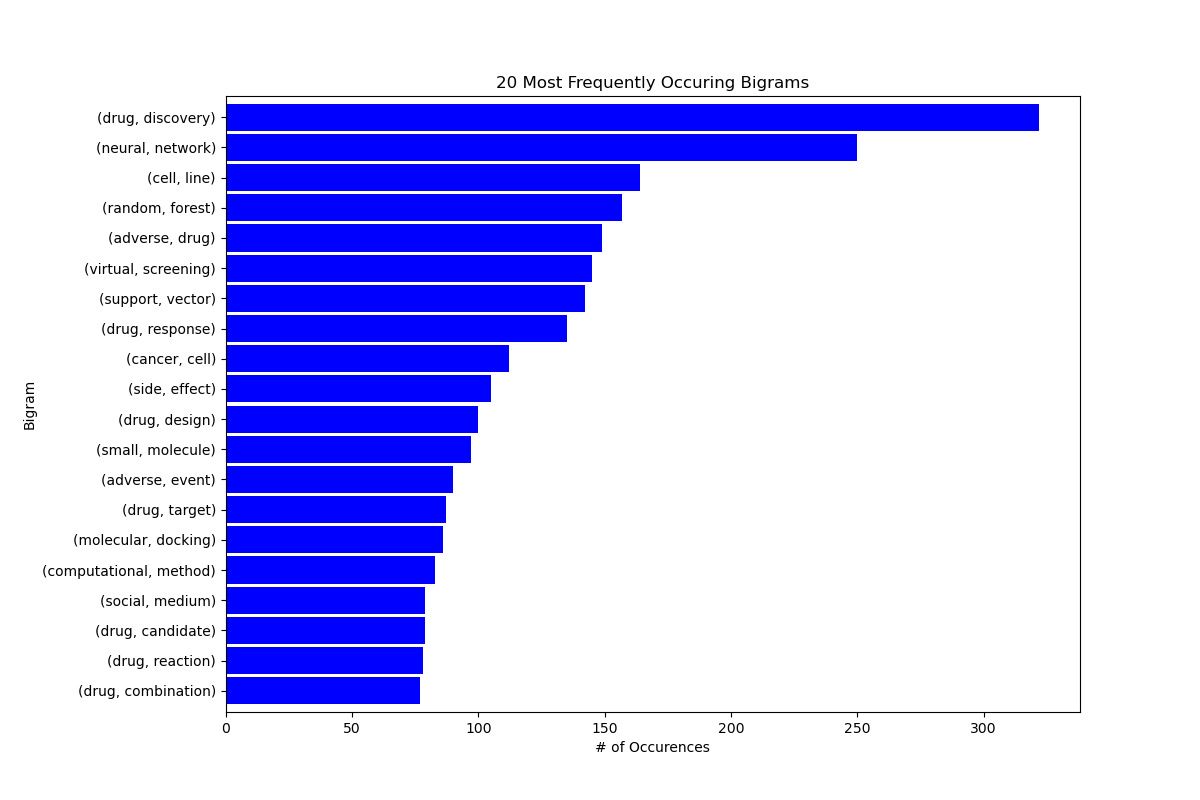 20 Most Frequently Occuring Bigrams
(drug, discovery)
(neural, network)
(cell, line)
(random, forest)
(adverse, drug)
(virtual, screening)
(support, vector)
(drug, response)
(cancer, cell)
(side, effect)
(drug, design)
(small, molecule)
(adverse, event)
(drug, target)
(molecular, docking)
(computational, method)
(social, medium)
(drug, candidate)
(drug, reaction)
(drug, combination)
Bigram
0 50 100 150 200 250 300
# of Occurences